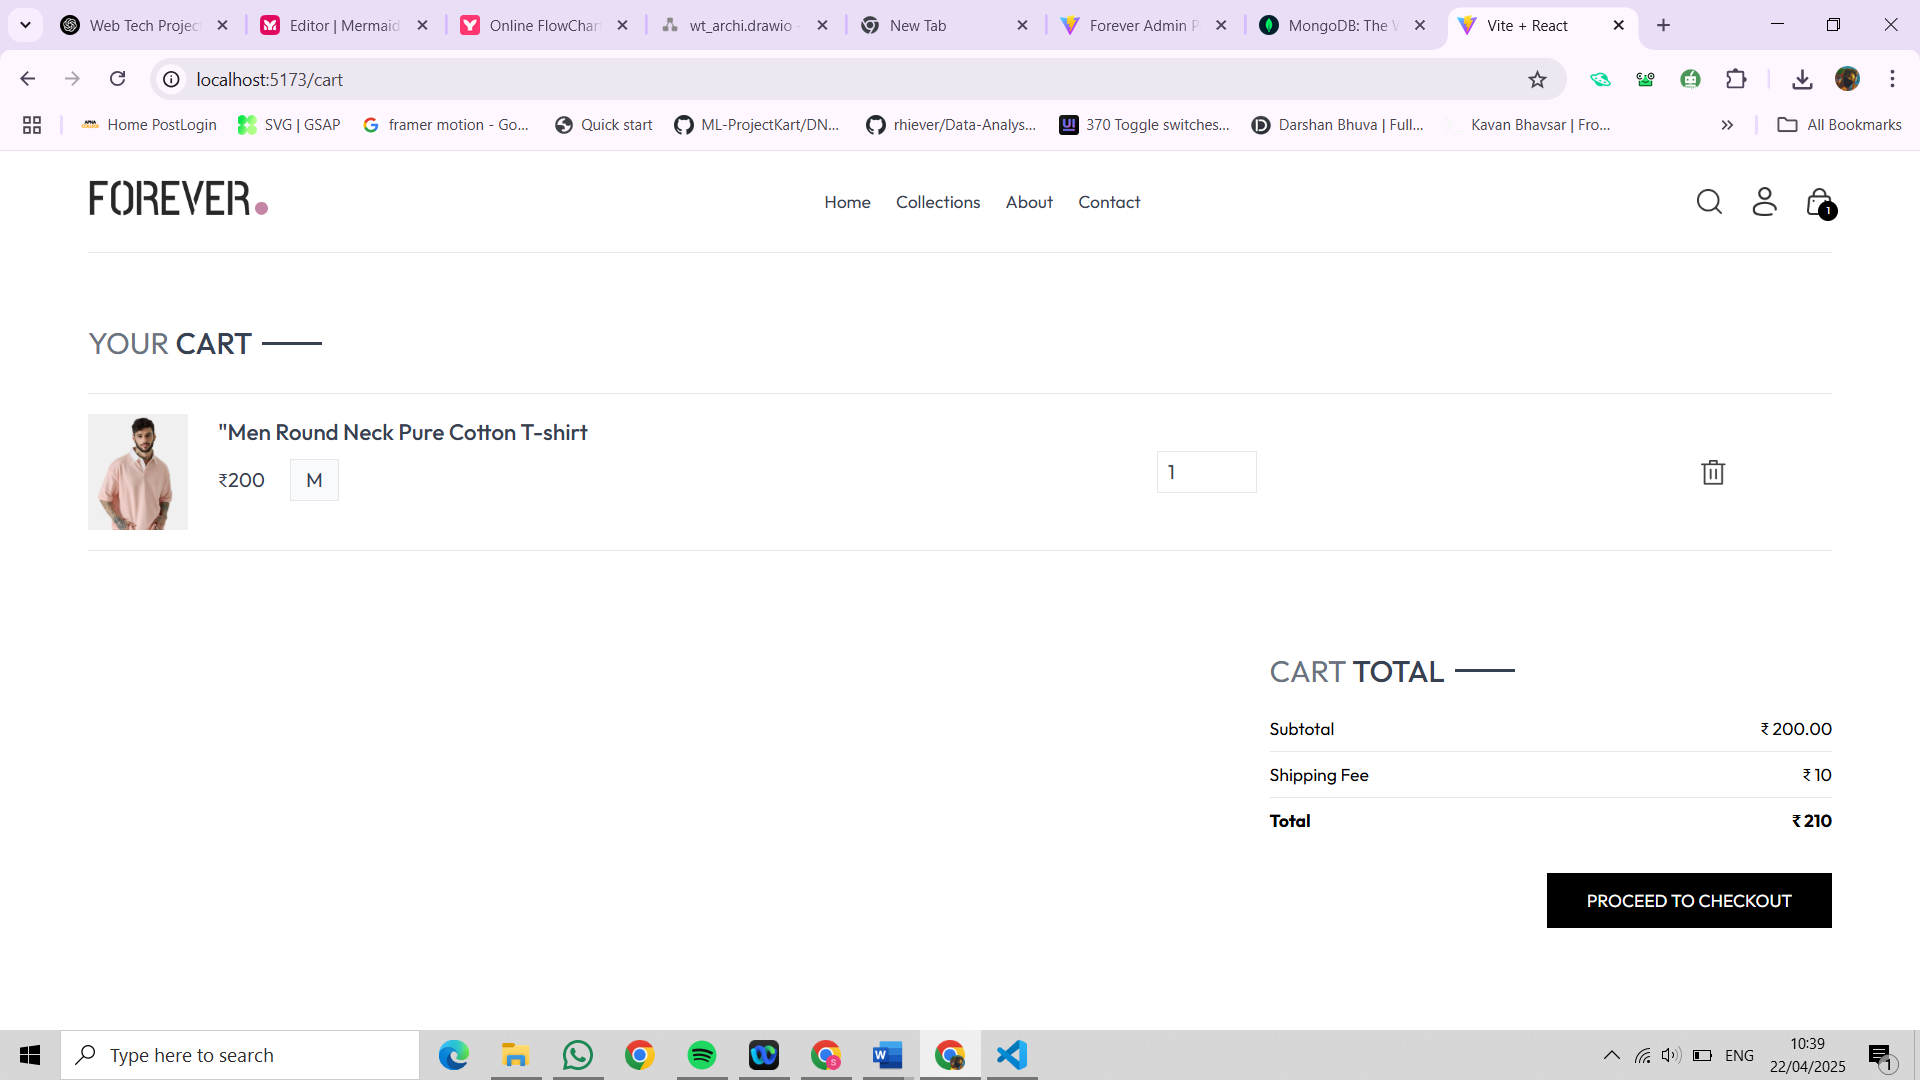 Web Tech Project
Editor | Mermaid
Online FlowChar
wt_archi.drawio -
New Tab
Forever Admin P
MongoDB: The W
Vite + React
localhost:5173/cart
APNA COLLEGE Home PostLogin
SVG | GSAP
framer motion - Go...
Quick start
ML-ProjectKart/DN...
rhiever/Data-Analys...
UI 370 Toggle switches...
Darshan Bhuva | Full...
Kavan Bhavsar | Fro...
All Bookmarks
FOREVER.
Home
Collections
About
Contact
1
YOUR CART
"Men Round Neck Pure Cotton T-shirt
₹200 M
1
CART TOTAL
Subtotal ₹ 200.00
Shipping Fee ₹ 10
Total ₹ 210
PROCEED TO CHECKOUT
Type here to search
ENG
10:39
22/04/2025
1